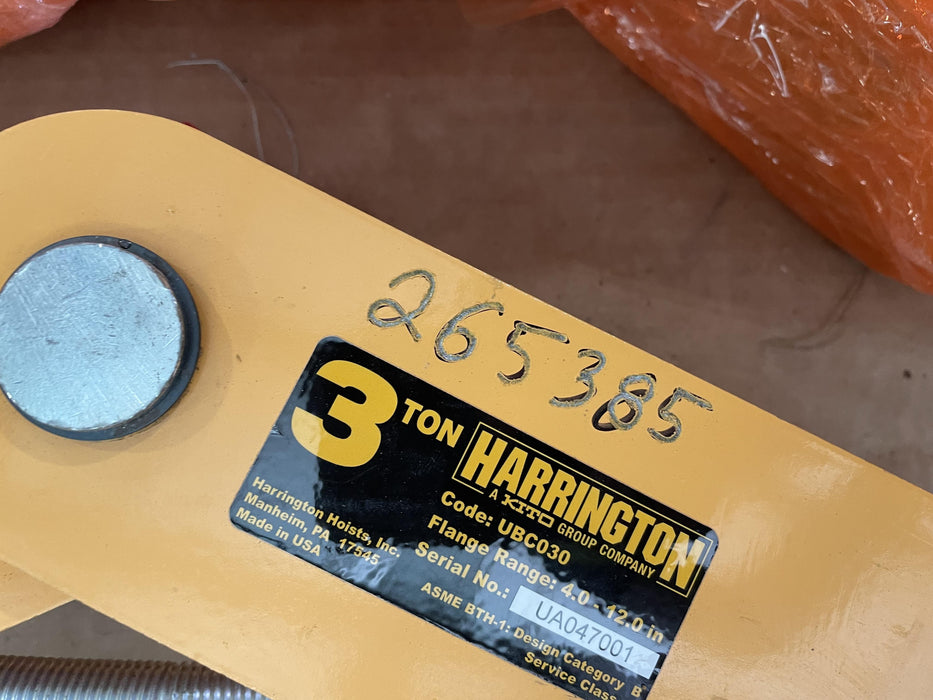 265385
3 TON
HARRINGTON
A KITO GROUP COMPANY
Code: UBC030
Flange Range: 4.0 - 12.0 in
Serial No.: UA047001
ASME BTH-1: Design Category B
Service Class
Harrington Hoists, Inc.
Manheim, PA 17545
Made in USA